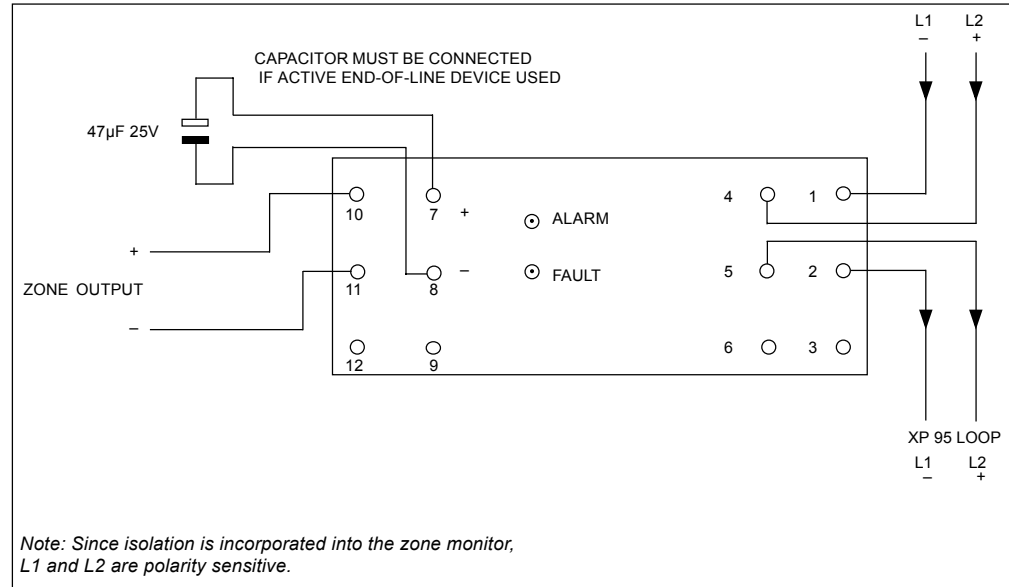 L1 L2
– +
CAPACITOR MUST BE CONNECTED
IF ACTIVE END-OF-LINE DEVICE USED
47µF 25V
10 7 + ALARM 4 1
+
ZONE OUTPUT
–
11 8 – FAULT 5 2
12 9 6 3
XP 95 LOOP
L1 L2
– +
Note: Since isolation is incorporated into the zone monitor,
L1 and L2 are polarity sensitive.